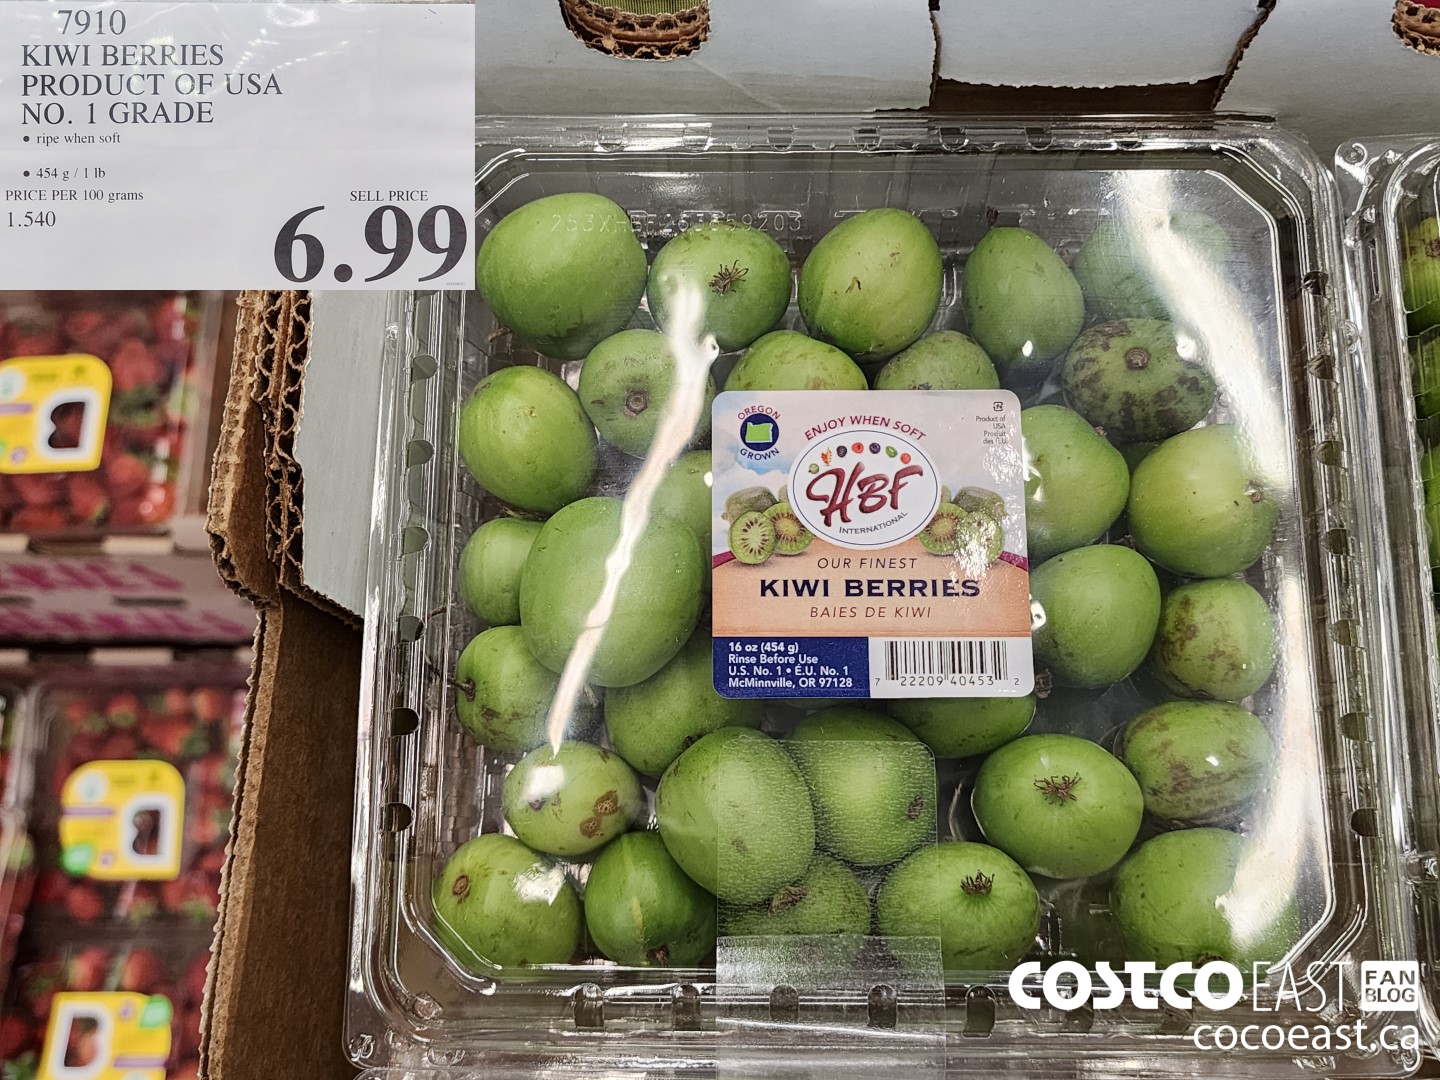 7910
KIWI BERRIES
PRODUCT OF USA
NO. 1 GRADE
• ripe when soft
• 454 g / 1 lb
PRICE PER 100 grams
1.540
SELL PRICE
6.99
OREGON
GROWN
ENJOY WHEN SOFT
Product of
USA
Produit
des É.U.
HBF
INTERNATIONAL
OUR FINEST
KIWI BERRIES
BAIES DE KIWI
16 oz (454 g)
Rinse Before Use
U.S. No. 1 • É.U. No. 1
McMinnville, OR 97128
7 22209 40453 2
COSTCO EAST FAN BLOG
cocoeast.ca